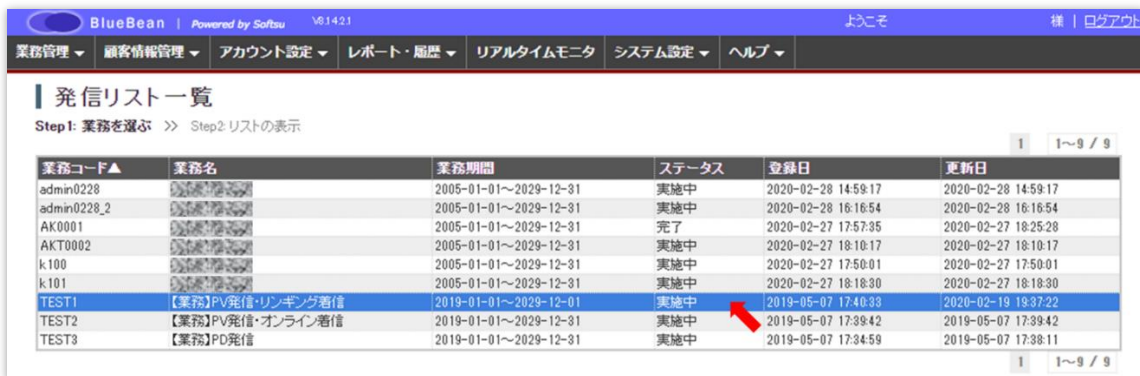 BlueBean | Powered by Softsu V8.14.2.1 ようこそ 様 | ログアウト
業務管理 ▼ 顧客情報管理 ▼ アカウント設定 ▼ レポート・履歴 ▼ リアルタイムモニタ システム設定 ▼ ヘルプ ▼
発信リスト一覧
Step1: 業務を選ぶ >> Step2:リストの表示
1 1～9 / 9
業務コード▲ 業務名 業務期間 ステータス 登録日 更新日
admin0228 2005-01-01～2029-12-31 実施中 2020-02-28 14:59:17 2020-02-28 14:59:17
admin0228_2 2005-01-01～2029-12-31 実施中 2020-02-28 16:16:54 2020-02-28 16:16:54
AK0001 2005-01-01～2029-12-31 完了 2020-02-27 17:57:35 2020-02-27 18:25:28
AKT0002 2005-01-01～2029-12-31 実施中 2020-02-27 18:10:17 2020-02-27 18:10:17
k100 2005-01-01～2029-12-31 実施中 2020-02-27 17:50:01 2020-02-27 17:50:01
k101 2005-01-01～2029-12-31 実施中 2020-02-27 18:18:30 2020-02-27 18:18:30
TEST1 【業務】PV発信・リンギング着信 2019-01-01～2029-12-01 実施中 2019-05-07 17:40:33 2020-02-19 19:37:22
TEST2 【業務】PV発信・オンライン着信 2019-01-01～2029-12-31 実施中 2019-05-07 17:39:42 2019-05-07 17:39:42
TEST3 【業務】PD発信 2019-01-01～2029-12-31 実施中 2019-05-07 17:34:59 2019-05-07 17:38:11
1 1～9 / 9